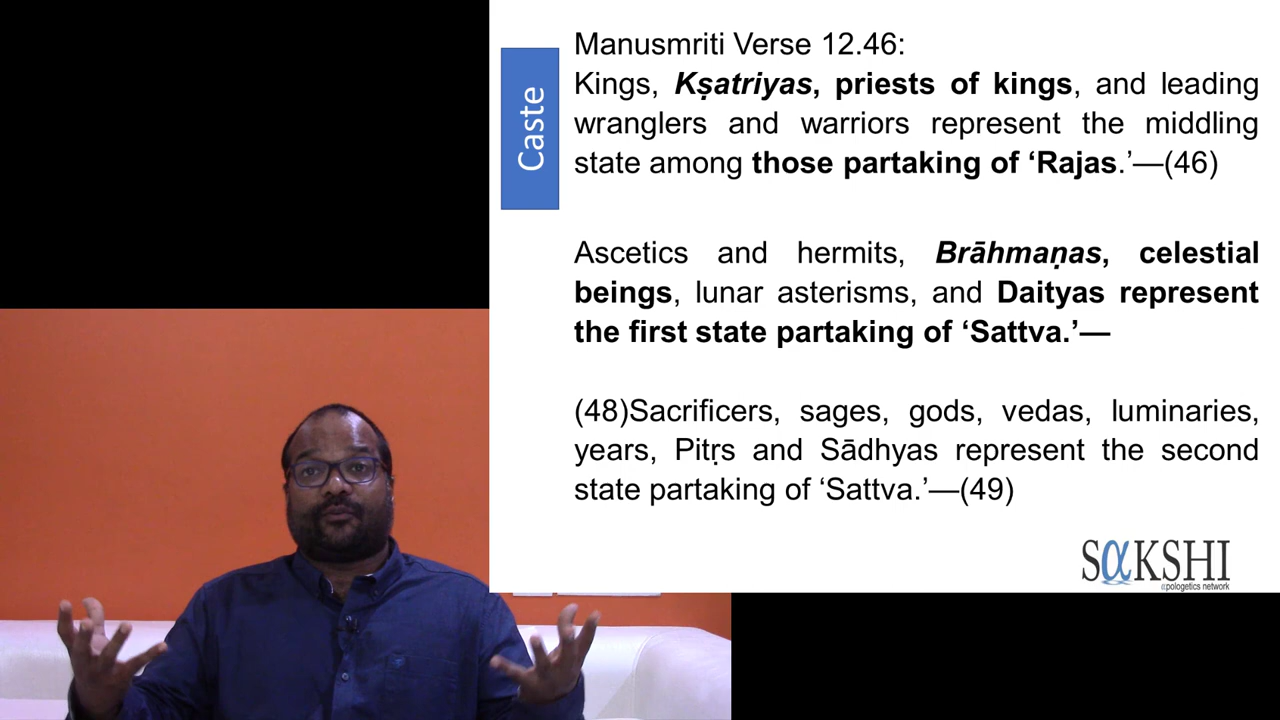 Caste
Manusmriti Verse 12.46:
Kings, Kṣatriyas, priests of kings, and leading
wranglers and warriors represent the middling
state among those partaking of ‘Rajas.’—(46)
Ascetics and hermits, Brāhmaṇas, celestial
beings, lunar asterisms, and Daityas represent
the first state partaking of ‘Sattva.’—
(48)Sacrificers, sages, gods, vedas, luminaries,
years, Pitṛs and Sādhyas represent the second
state partaking of ‘Sattva.’—(49)
SαKSHI
apologetics network